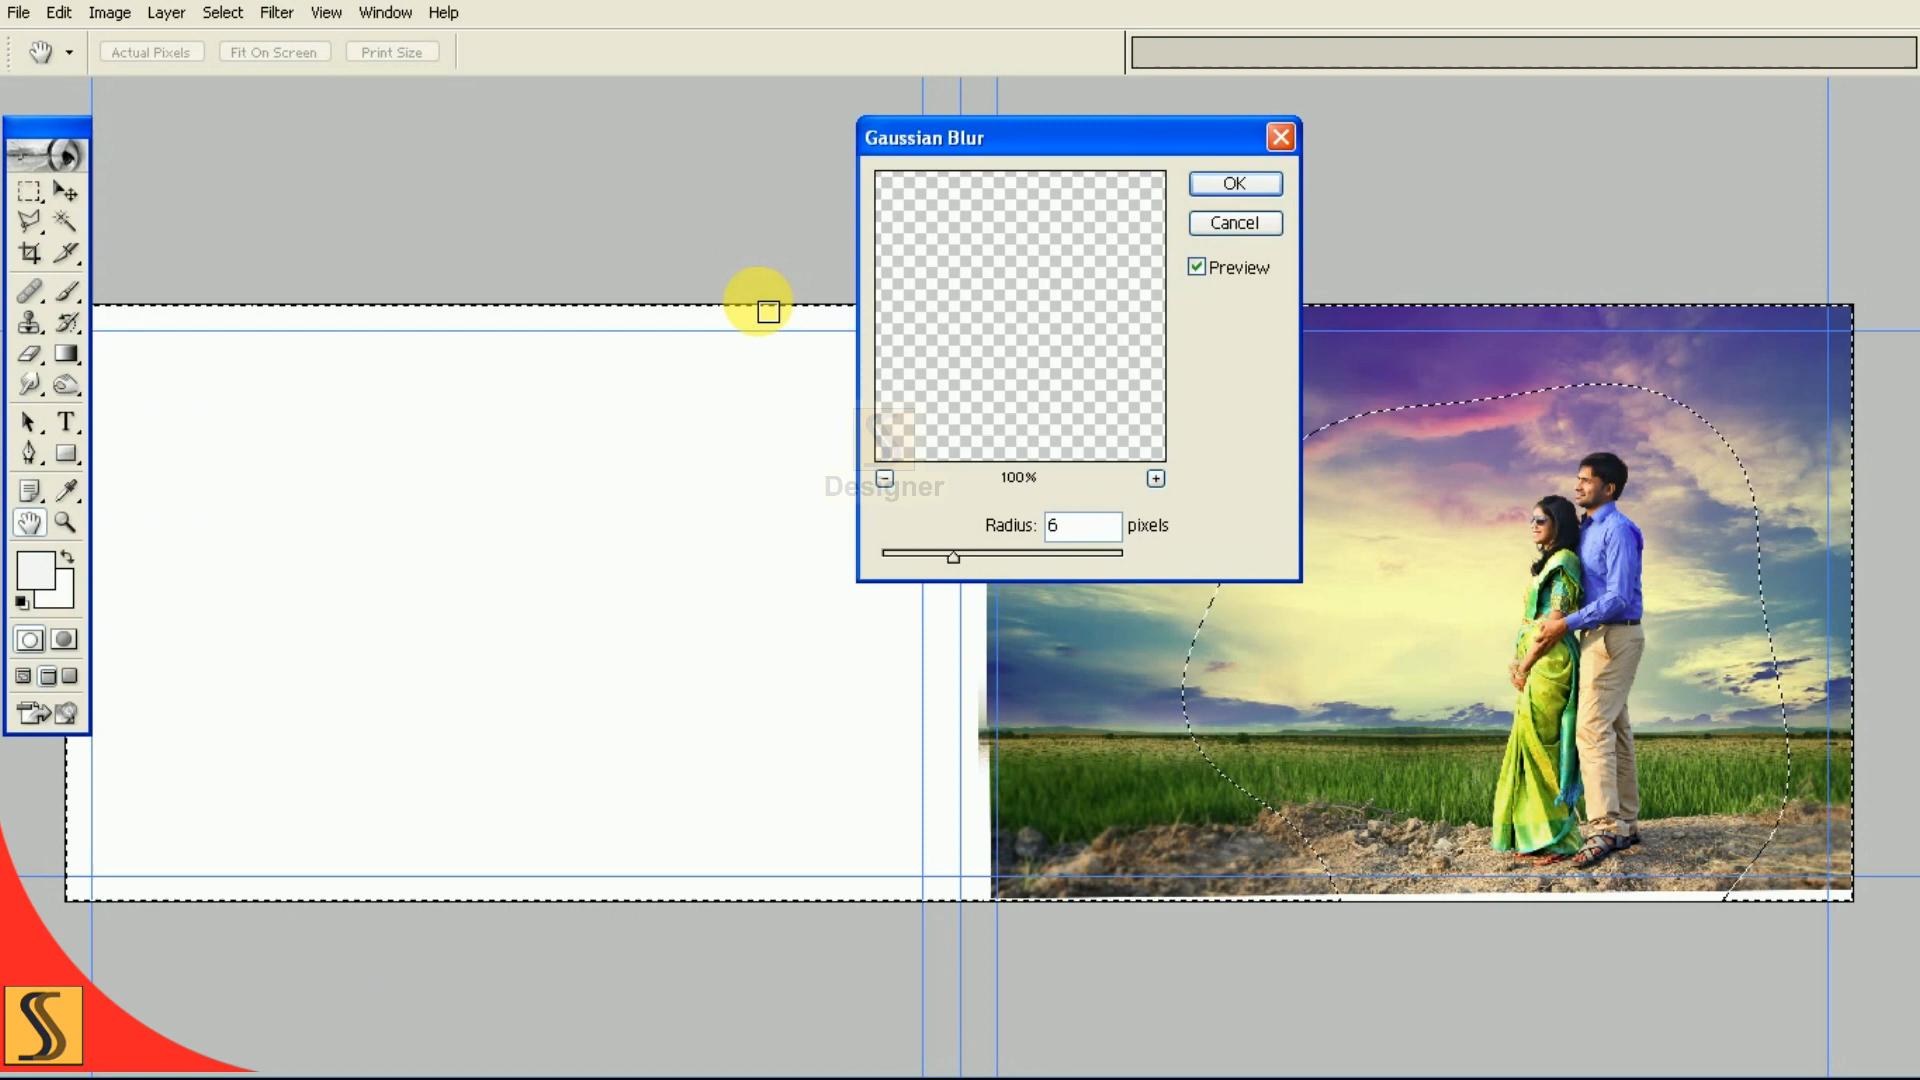 File Edit Image Layer Select Filter View Window Help
Actual Pixels Fit On Screen Print Size
Gaussian Blur
OK
Cancel
Preview
100%
Designer
Radius: 6 pixels